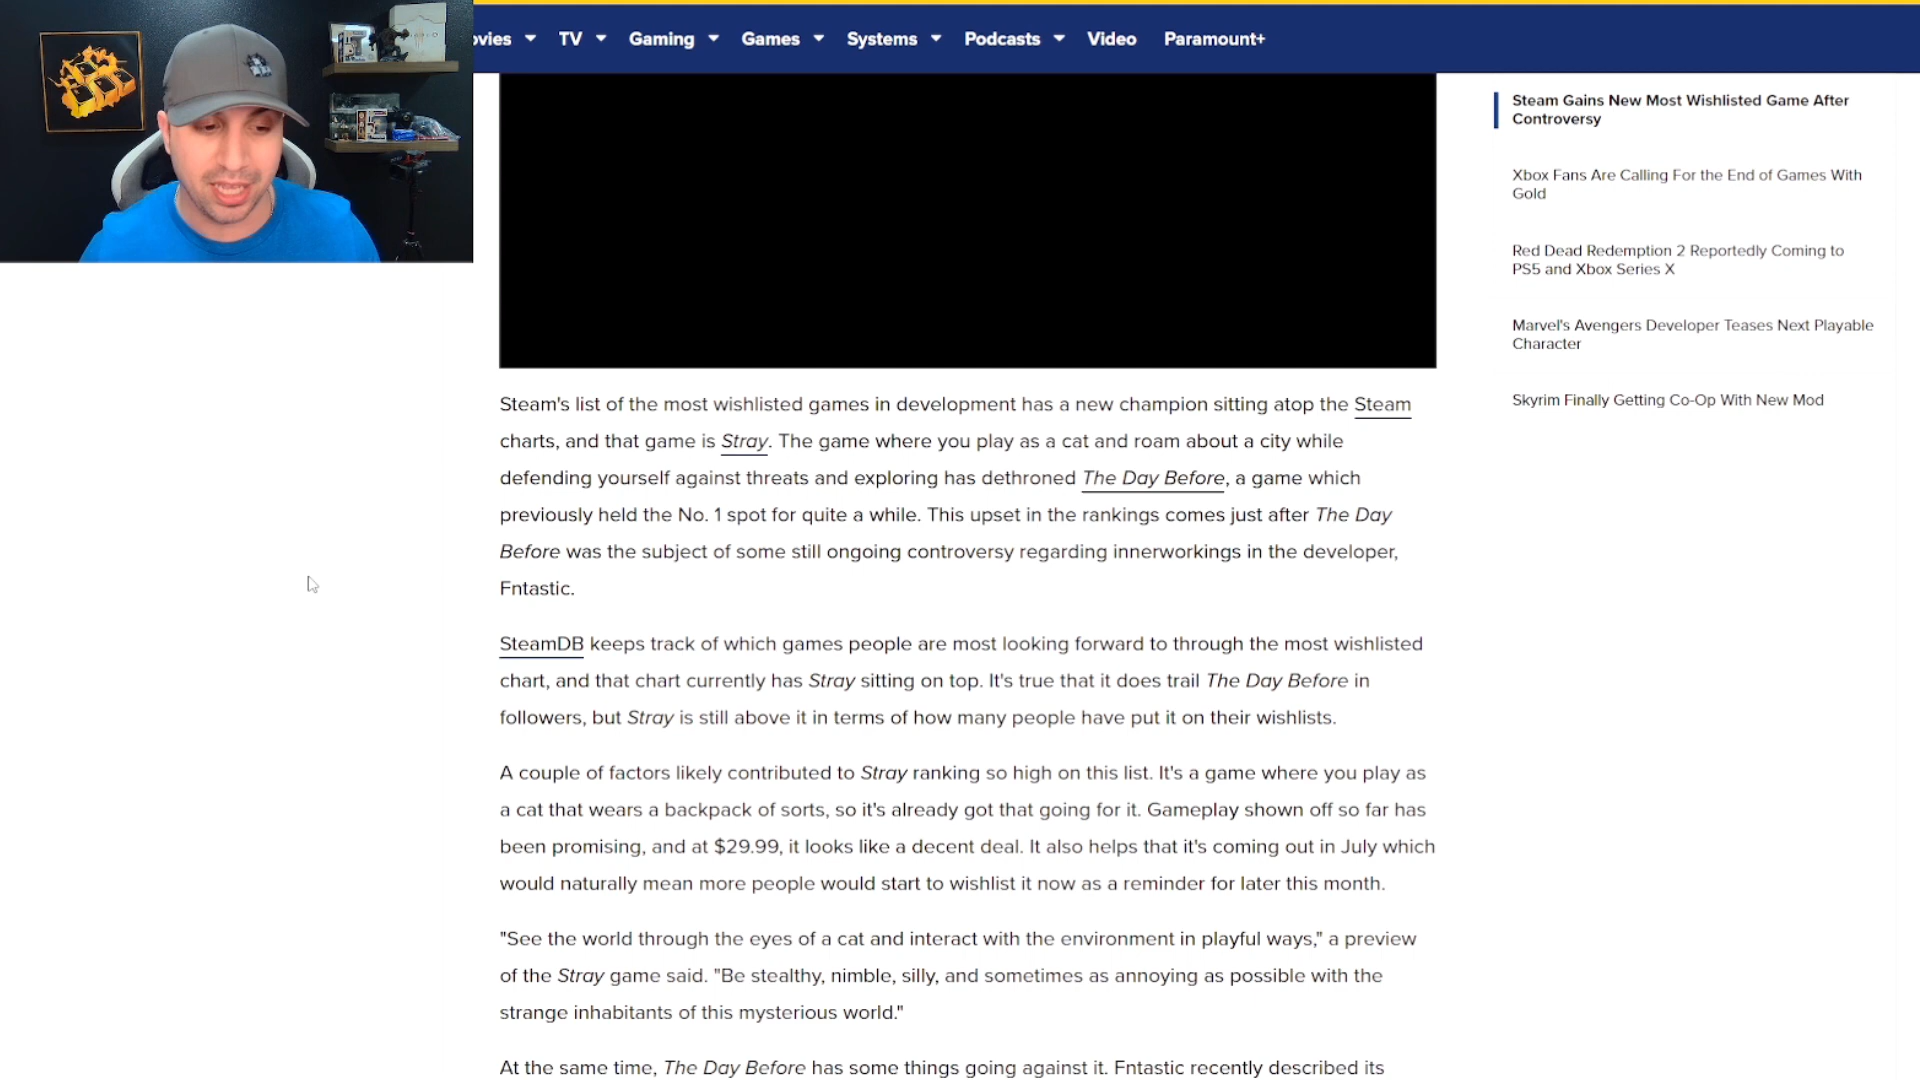 ovies TV Gaming Games Systems Podcasts Video Paramount+
Steam Gains New Most Wishlisted Game After
Controversy
Xbox Fans Are Calling For the End of Games With
Gold
Red Dead Redemption 2 Reportedly Coming to
PS5 and Xbox Series X
Marvel's Avengers Developer Teases Next Playable
Character
Skyrim Finally Getting Co-Op With New Mod
Steam's list of the most wishlisted games in development has a new champion sitting atop the Steam
charts, and that game is Stray. The game where you play as a cat and roam about a city while
defending yourself against threats and exploring has dethroned The Day Before, a game which
previously held the No. 1 spot for quite a while. This upset in the rankings comes just after The Day
Before was the subject of some still ongoing controversy regarding innerworkings in the developer,
Fntastic.
SteamDB keeps track of which games people are most looking forward to through the most wishlisted
chart, and that chart currently has Stray sitting on top. It's true that it does trail The Day Before in
followers, but Stray is still above it in terms of how many people have put it on their wishlists.
A couple of factors likely contributed to Stray ranking so high on this list. It's a game where you play as
a cat that wears a backpack of sorts, so it's already got that going for it. Gameplay shown off so far has
been promising, and at $29.99, it looks like a decent deal. It also helps that it's coming out in July which
would naturally mean more people would start to wishlist it now as a reminder for later this month.
"See the world through the eyes of a cat and interact with the environment in playful ways," a preview
of the Stray game said. "Be stealthy, nimble, silly, and sometimes as annoying as possible with the
strange inhabitants of this mysterious world."
At the same time, The Day Before has some things going against it. Fntastic recently described its